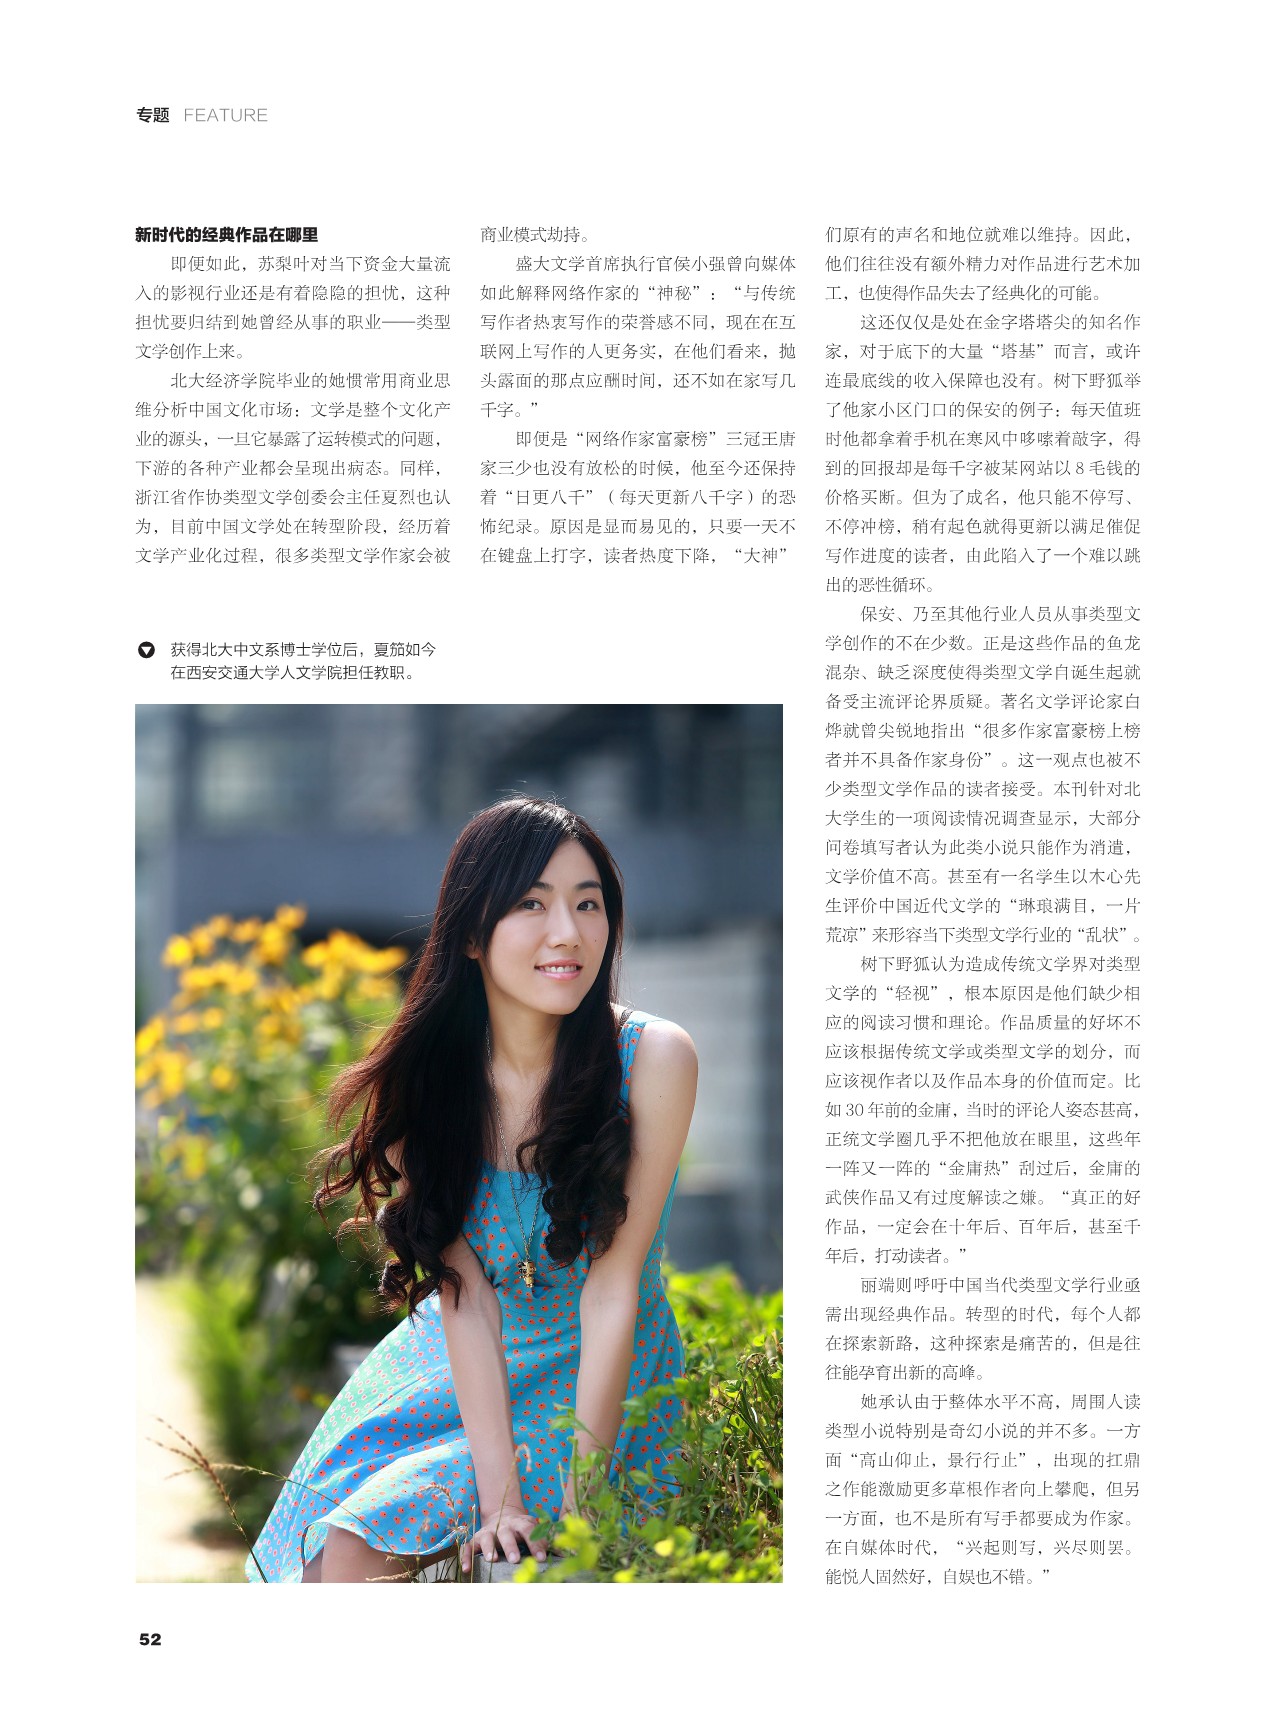 专题 FEATURE
新时代的经典作品在哪里
即便如此，苏梨叶对当下资金大量流
入的影视行业还是有着隐隐的担忧，这种
担忧要归结到她曾经从事的职业——类型
文学创作上来。
北大经济学院毕业的她惯常用商业思
维分析中国文化市场：文学是整个文化产
业的源头，一旦它暴露了运转模式的问题，
下游的各种产业都会呈现出病态。同样，
浙江省作协类型文学创委会主任夏烈也认
为，目前中国文学处在转型阶段，经历着
文学产业化过程，很多类型文学作家会被
商业模式劫持。
盛大文学首席执行官侯小强曾向媒体
如此解释网络作家的“神秘”：“与传统
写作者热衷写作的荣誉感不同，现在在互
联网上写作的人更务实，在他们看来，抛
头露面的那点应酬时间，还不如在家写几
千字。”
即便是“网络作家富豪榜”三冠王唐
家三少也没有放松的时候，他至今还保持
着“日更八千”（每天更新八千字）的恐
怖纪录。原因是显而易见的，只要一天不
在键盘上打字，读者热度下降，“大神”
们原有的声名和地位就难以维持。因此，
他们往往没有额外精力对作品进行艺术加
工，也使得作品失去了经典化的可能。
这还仅仅是处在金字塔塔尖的知名作
家，对于底下的大量“塔基”而言，或许
连最底线的收入保障也没有。树下野狐举
了他家小区门口的保安的例子：每天值班
时他都拿着手机在寒风中哆嗦着敲字，得
到的回报却是每千字被某网站以 8 毛钱的
价格买断。但为了成名，他只能不停写、
不停冲榜，稍有起色就得更新以满足催促
写作进度的读者，由此陷入了一个难以跳
出的恶性循环。
保安、乃至其他行业人员从事类型文
学创作的不在少数。正是这些作品的鱼龙
混杂、缺乏深度使得类型文学自诞生起就
备受主流评论界质疑。著名文学评论家白
烨就曾尖锐地指出“很多作家富豪榜上榜
者并不具备作家身份”。这一观点也被不
少类型文学作品的读者接受。本刊针对北
大学生的一项阅读情况调查显示，大部分
问卷填写者认为此类小说只能作为消遣，
文学价值不高。甚至有一名学生以木心先
生评价中国近代文学的“琳琅满目，一片
荒凉”来形容当下类型文学行业的“乱状”。
树下野狐认为造成传统文学界对类型
文学的“轻视”，根本原因是他们缺少相
应的阅读习惯和理论。作品质量的好坏不
应该根据传统文学或类型文学的划分，而
应该视作者以及作品本身的价值而定。比
如 30 年前的金庸，当时的评论人姿态甚高，
正统文学圈几乎不把他放在眼里，这些年
一阵又一阵的“金庸热”刮过后，金庸的
武侠作品又有过度解读之嫌。“真正的好
作品，一定会在十年后、百年后，甚至千
年后，打动读者。”
丽端则呼吁中国当代类型文学行业亟
需出现经典作品。转型的时代，每个人都
在探索新路，这种探索是痛苦的，但是往
往能孕育出新的高峰。
她承认由于整体水平不高，周围人读
类型小说特别是奇幻小说的并不多。一方
面“高山仰止，景行行止”，出现的扛鼎
之作能激励更多草根作者向上攀爬，但另
一方面，也不是所有写手都要成为作家。
在自媒体时代，“兴起则写，兴尽则罢。
能悦人固然好，自娱也不错。”
获得北大中文系博士学位后，夏笳如今
在西安交通大学人文学院担任教职。
52